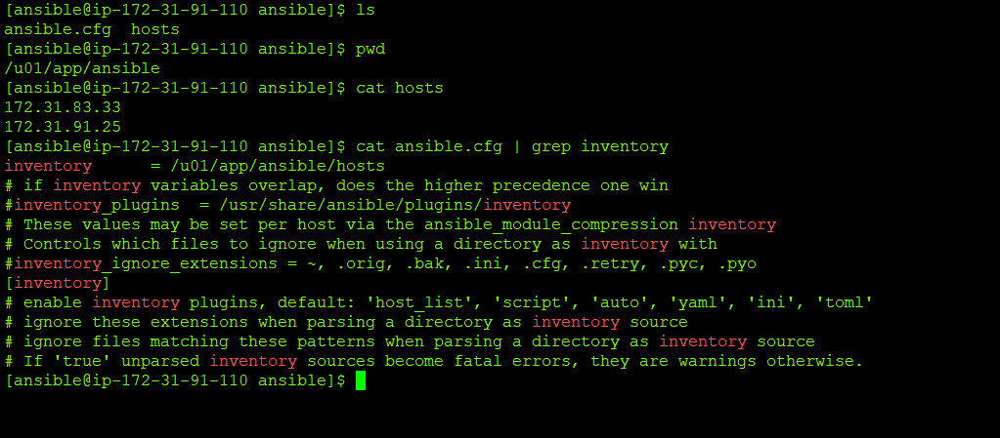 [ansible@ip-172-31-91-110 ansible]$ ls
ansible.cfg  hosts
[ansible@ip-172-31-91-110 ansible]$ pwd
/u01/app/ansible
[ansible@ip-172-31-91-110 ansible]$ cat hosts
172.31.83.33
172.31.91.25
[ansible@ip-172-31-91-110 ansible]$ cat ansible.cfg | grep inventory
inventory      = /u01/app/ansible/hosts
# if inventory variables overlap, does the higher precedence one win
#inventory_plugins  = /usr/share/ansible/plugins/inventory
# These values may be set per host via the ansible_module_compression inventory
# Controls which files to ignore when using a directory as inventory with
#inventory_ignore_extensions = ~, .orig, .bak, .ini, .cfg, .retry, .pyc, .pyo
[inventory]
# enable inventory plugins, default: 'host_list', 'script', 'auto', 'yaml', 'ini', 'toml'
# ignore these extensions when parsing a directory as inventory source
# ignore files matching these patterns when parsing a directory as inventory source
# If 'true' unparsed inventory sources become fatal errors, they are warnings otherwise.
[ansible@ip-172-31-91-110 ansible]$